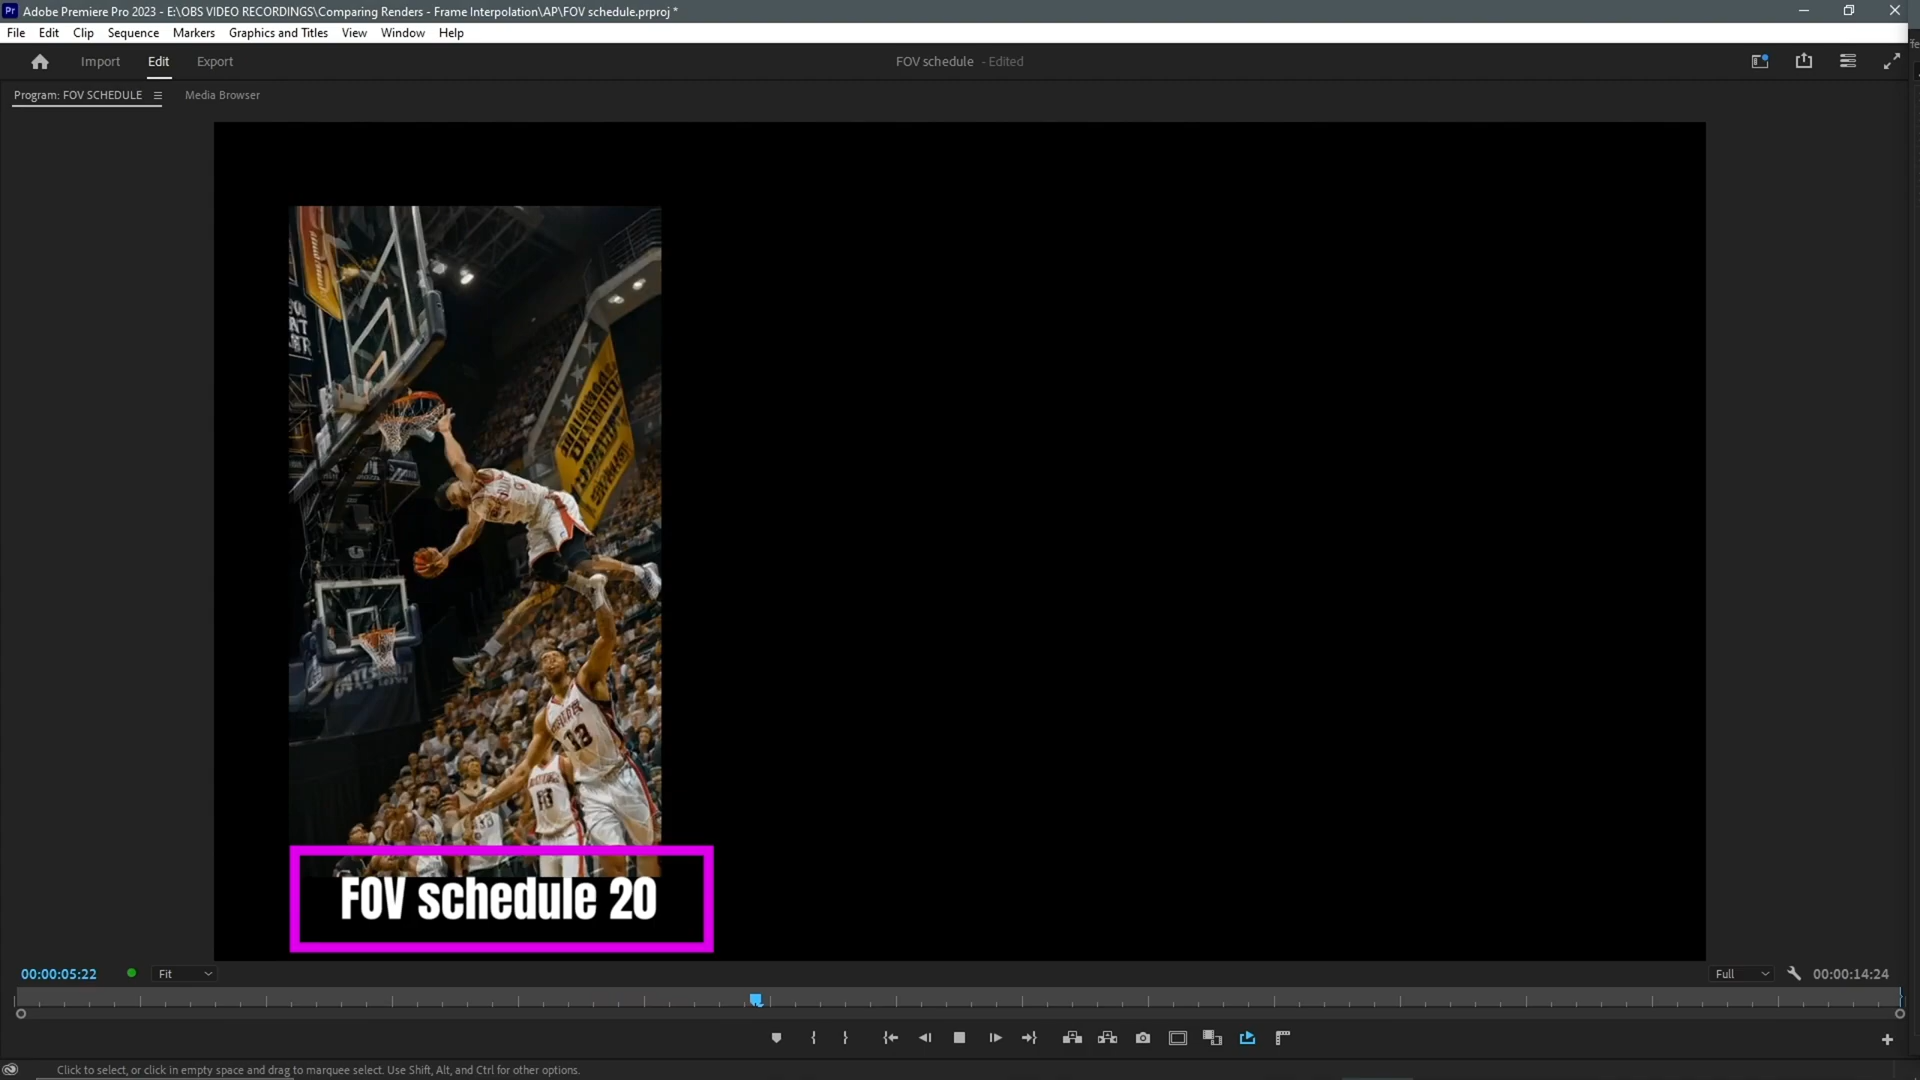 Adobe Premiere Pro 2023 - E:\OBS VIDEO RECORDINGS\Comparing Renders - Frame Interpolation\AP\FOV schedule.prproj *
File Edit Clip Sequence Markers Graphics and Titles View Window Help
Import Edit Export
FOV schedule - Edited
Program: FOV SCHEDULE Media Browser
13
FOV schedule 20
00:00:05:22 Fit Full 00:00:14:24
Click to select, or click in empty space and drag to marquee select. Use Shift, Alt, and Ctrl for other options.